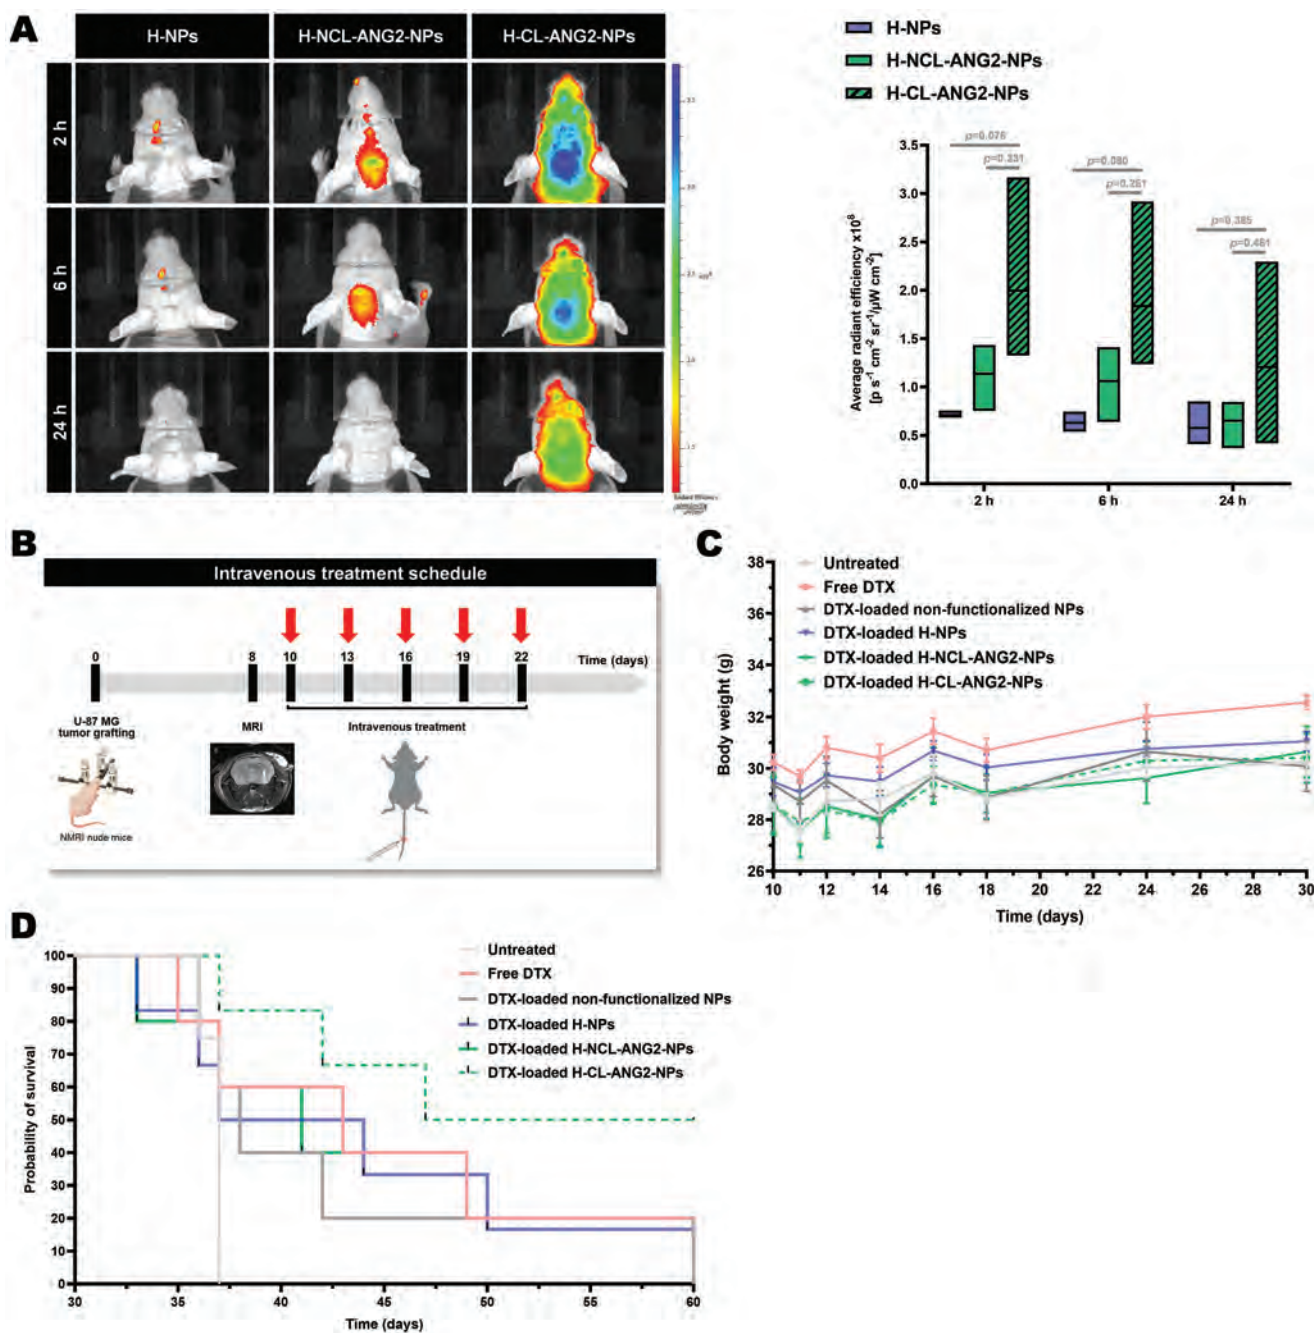 A
H-NPs
H-NCL-ANG2-NPs
H-CL-ANG2-NPs
2 h
6 h
24 h
H-NPs
H-NCL-ANG2-NPs
H-CL-ANG2-NPs
Average radiant efficiency x10⁸
[p s⁻¹ cm⁻² sr⁻¹/µW cm⁻²]
3.5
3.0
2.5
2.0
1.5
1.0
0.5
0.0
p=0.076
p=0.231
p=0.080
p=0.261
p=0.385
p=0.461
2 h
6 h
24 h
B
Intravenous treatment schedule
0
8
10
13
16
19
22
Time (days)
U-87 MG
tumor grafting
MRI
Intravenous treatment
NMRI nude mice
C
Untreated
Free DTX
DTX-loaded non-functionalized NPs
DTX-loaded H-NPs
DTX-loaded H-NCL-ANG2-NPs
DTX-loaded H-CL-ANG2-NPs
Body weight (g)
38
36
34
32
30
28
26
10
12
14
16
18
20
22
24
26
28
30
Time (days)
D
Untreated
Free DTX
DTX-loaded non-functionalized NPs
DTX-loaded H-NPs
DTX-loaded H-NCL-ANG2-NPs
DTX-loaded H-CL-ANG2-NPs
Probability of survival
100
90
80
70
60
50
40
30
20
10
0
30
35
40
45
50
55
60
Time (days)